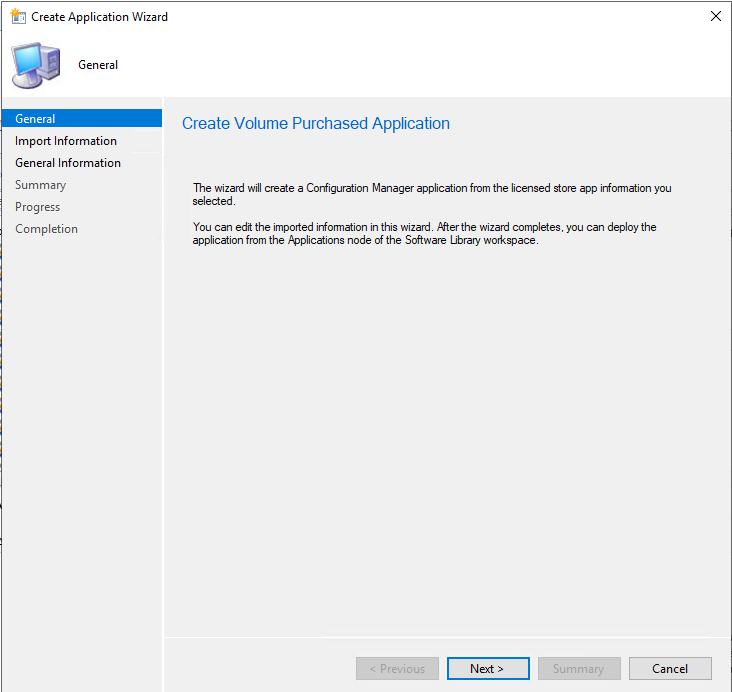 Create Application Wizard
General
General
Import Information
General Information
Summary
Progress
Completion
Create Volume Purchased Application
The wizard will create a Configuration Manager application from the licensed store app information you
selected.
You can edit the imported information in this wizard. After the wizard completes, you can deploy the
application from the Applications node of the Software Library workspace.
< Previous
Next >
Summary
Cancel